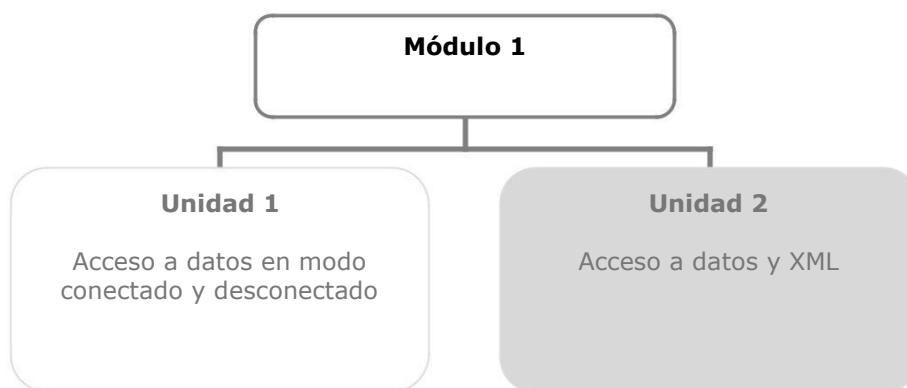 Módulo 1
Unidad 1
Acceso a datos en modo
conectado y desconectado
Unidad 2
Acceso a datos y XML